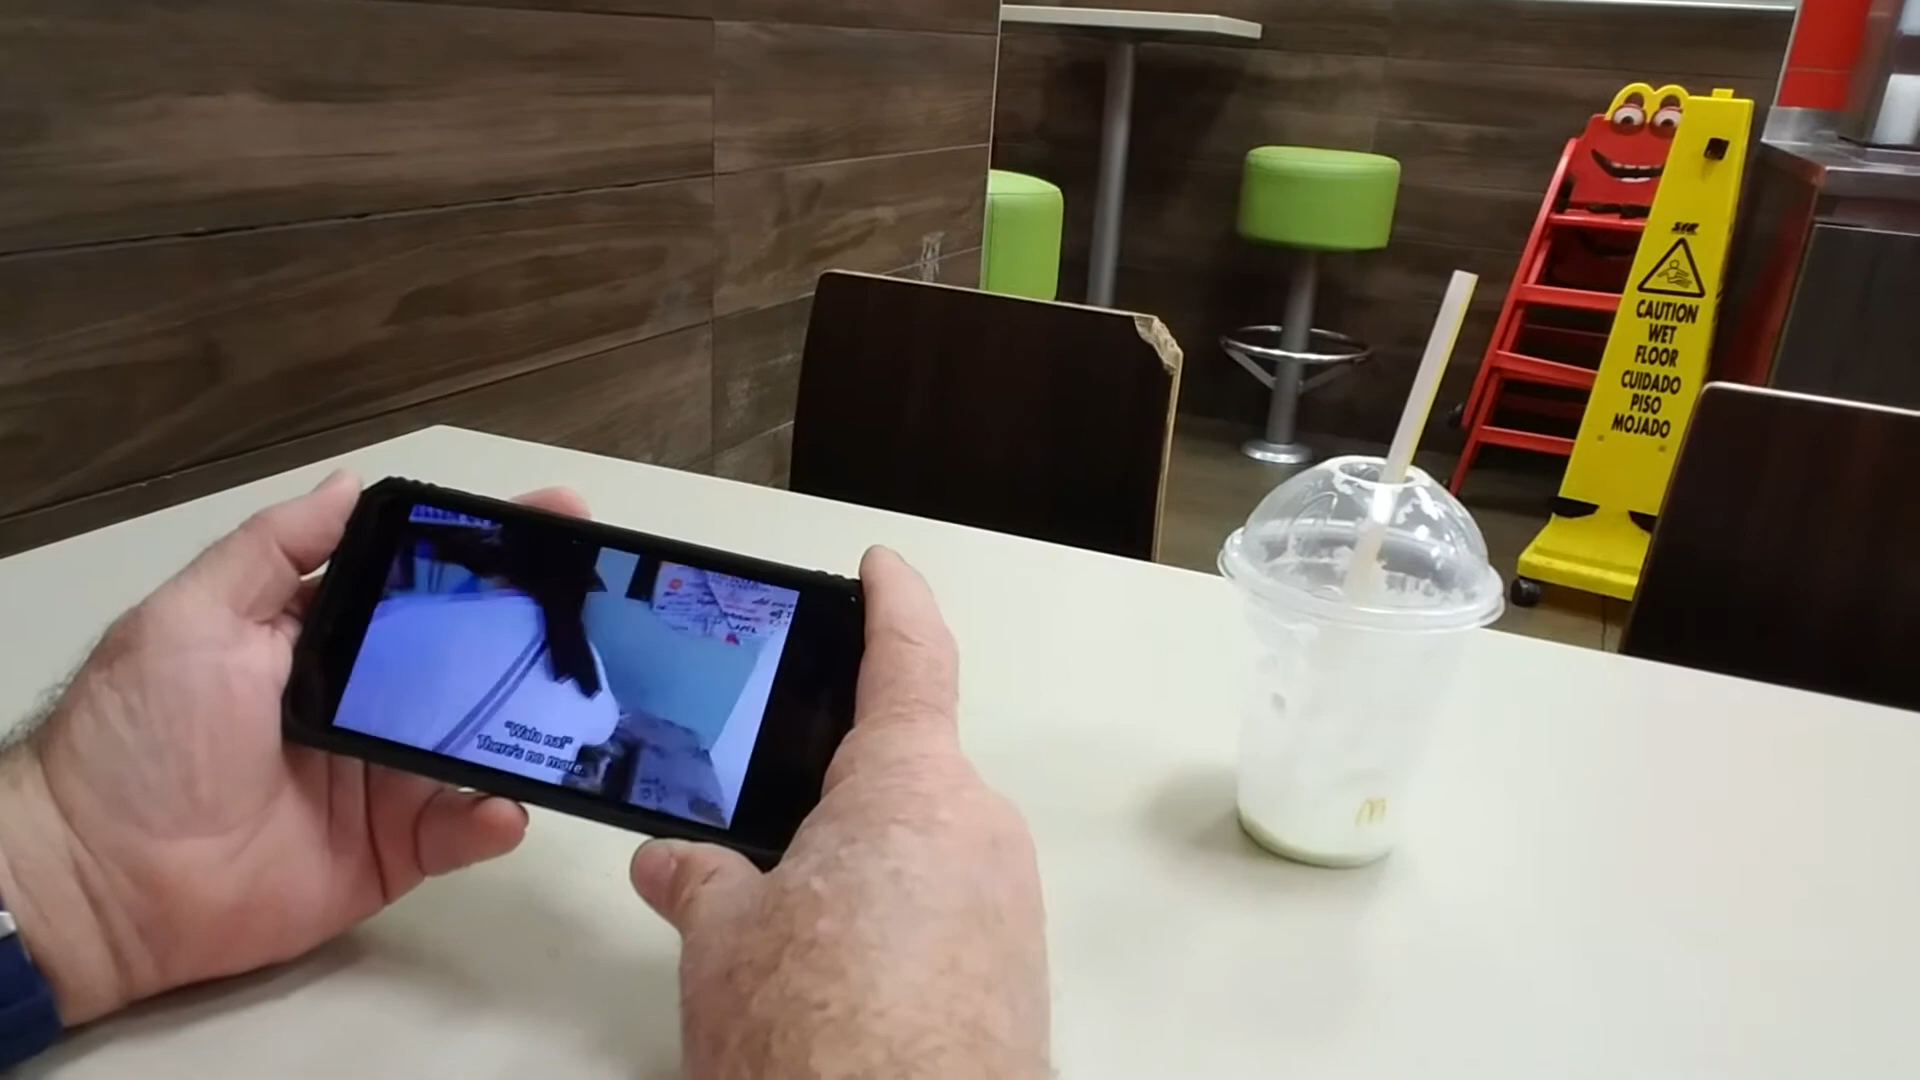 CAUTION
WET
FLOOR
CUIDADO
PISO
MOJADO
"Wala na!"
There's no more.